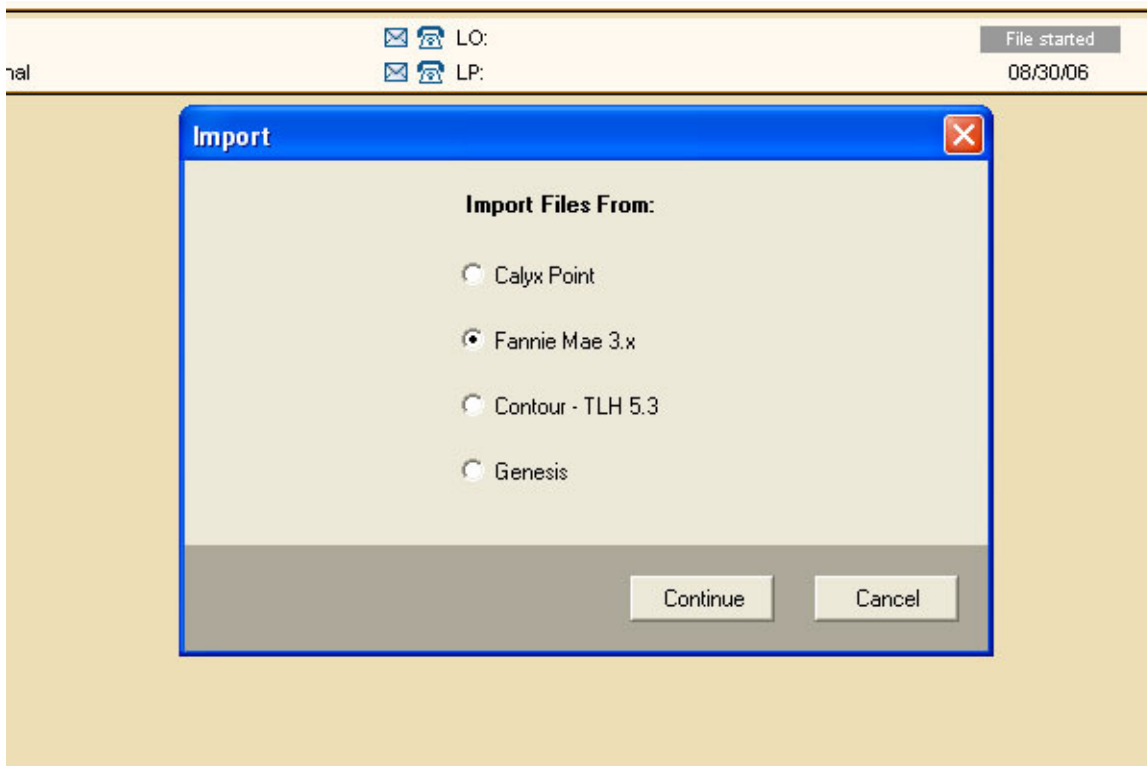 LO:
File started
nal
LP:
08/30/06
Import
Import Files From:
Calyx Point
Fannie Mae 3.x
Contour - TLH 5.3
Genesis
Continue
Cancel